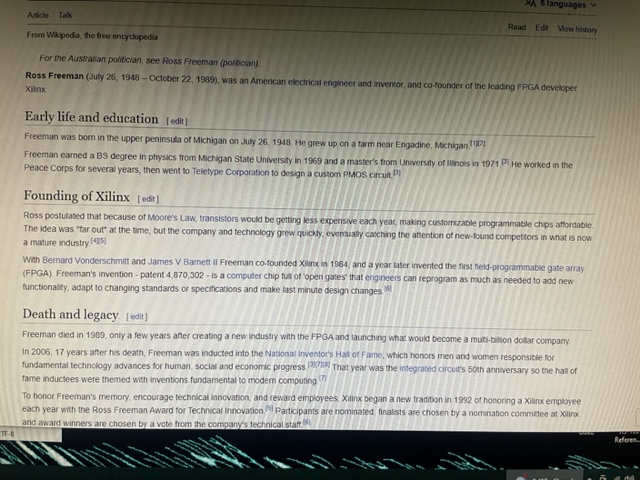 文A 5 languages
Article Talk
Read Edit View history
From Wikipedia, the free encyclopedia
For the Australian politician, see Ross Freeman (politician).
Ross Freeman (July 26, 1948 – October 22, 1989), was an American electrical engineer and inventor, and co-founder of the leading FPGA developer
Xilinx.
Early life and education [edit]
Freeman was born in the upper peninsula of Michigan on July 26, 1948. He grew up on a farm near Engadine, Michigan.[1][2]
Freeman earned a BS degree in physics from Michigan State University in 1969 and a master's from University of Illinois in 1971.[3] He worked in the
Peace Corps for several years, then went to Teletype Corporation to design a custom PMOS circuit.[3]
Founding of Xilinx [edit]
Ross postulated that because of Moore's Law, transistors would be getting less expensive each year, making customizable programmable chips affordable.
The idea was "far out" at the time, but the company and technology grew quickly, eventually catching the attention of new-found competitors in what is now
a mature industry.[4][5]
With Bernard Vonderschmitt and James V Barnett II Freeman co-founded Xilinx in 1984, and a year later invented the first field-programmable gate array
(FPGA). Freeman's invention - patent 4,870,302 - is a computer chip full of 'open gates' that engineers can reprogram as much as needed to add new
functionality, adapt to changing standards or specifications and make last minute design changes.[6]
Death and legacy [edit]
Freeman died in 1989, only a few years after creating a new industry with the FPGA and launching what would become a multi-billion dollar company.
In 2006, 17 years after his death, Freeman was inducted into the National Inventor's Hall of Fame, which honors men and women responsible for
fundamental technology advances for human, social and economic progress. That year was the integrated circuit's 50th anniversary so the hall of
fame inductees were themed with inventions fundamental to modern computing.[7]
To honor Freeman's memory, encourage technical innovation, and reward employees, Xilinx began a new tradition in 1992 of honoring a Xilinx employee
each year with the Ross Freeman Award for Technical Innovation.[9] Participants are nominated, finalists are chosen by a nomination committee at Xilinx
and award winners are chosen by a vote from the company's technical staff.[9]
TF-8
Referen...